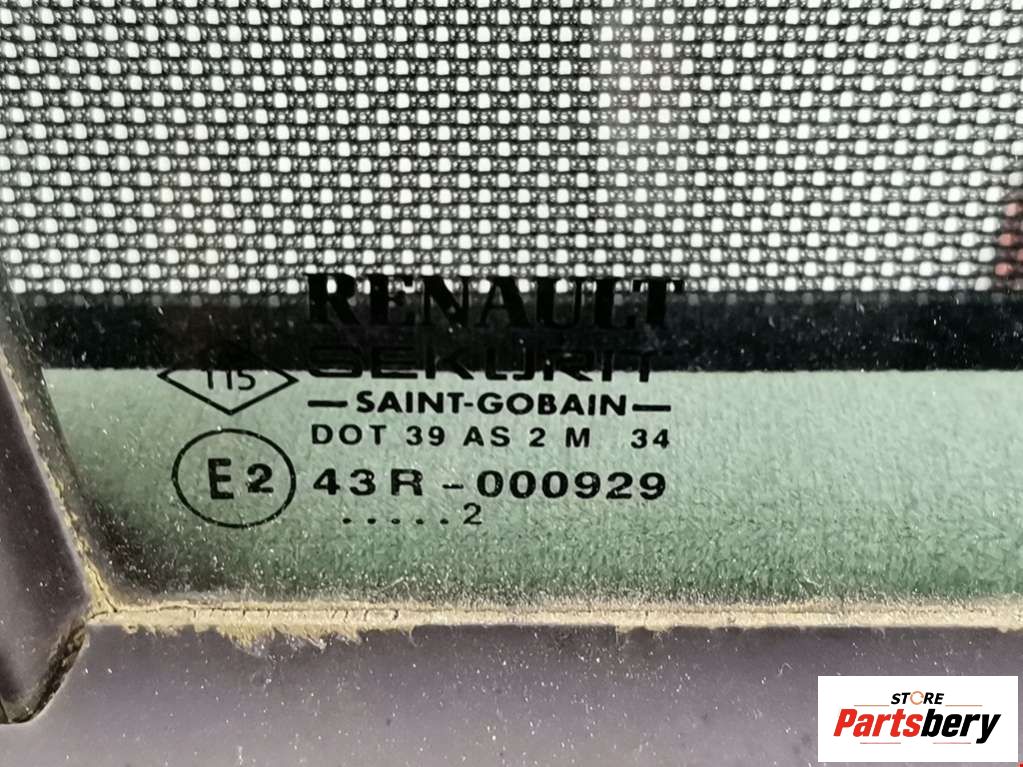 RENAULT
SEKURIT
115
SAINT-GOBAIN
DOT 39 AS 2 M 34
E2
43R-000929
.....2
STORE
Partsbery